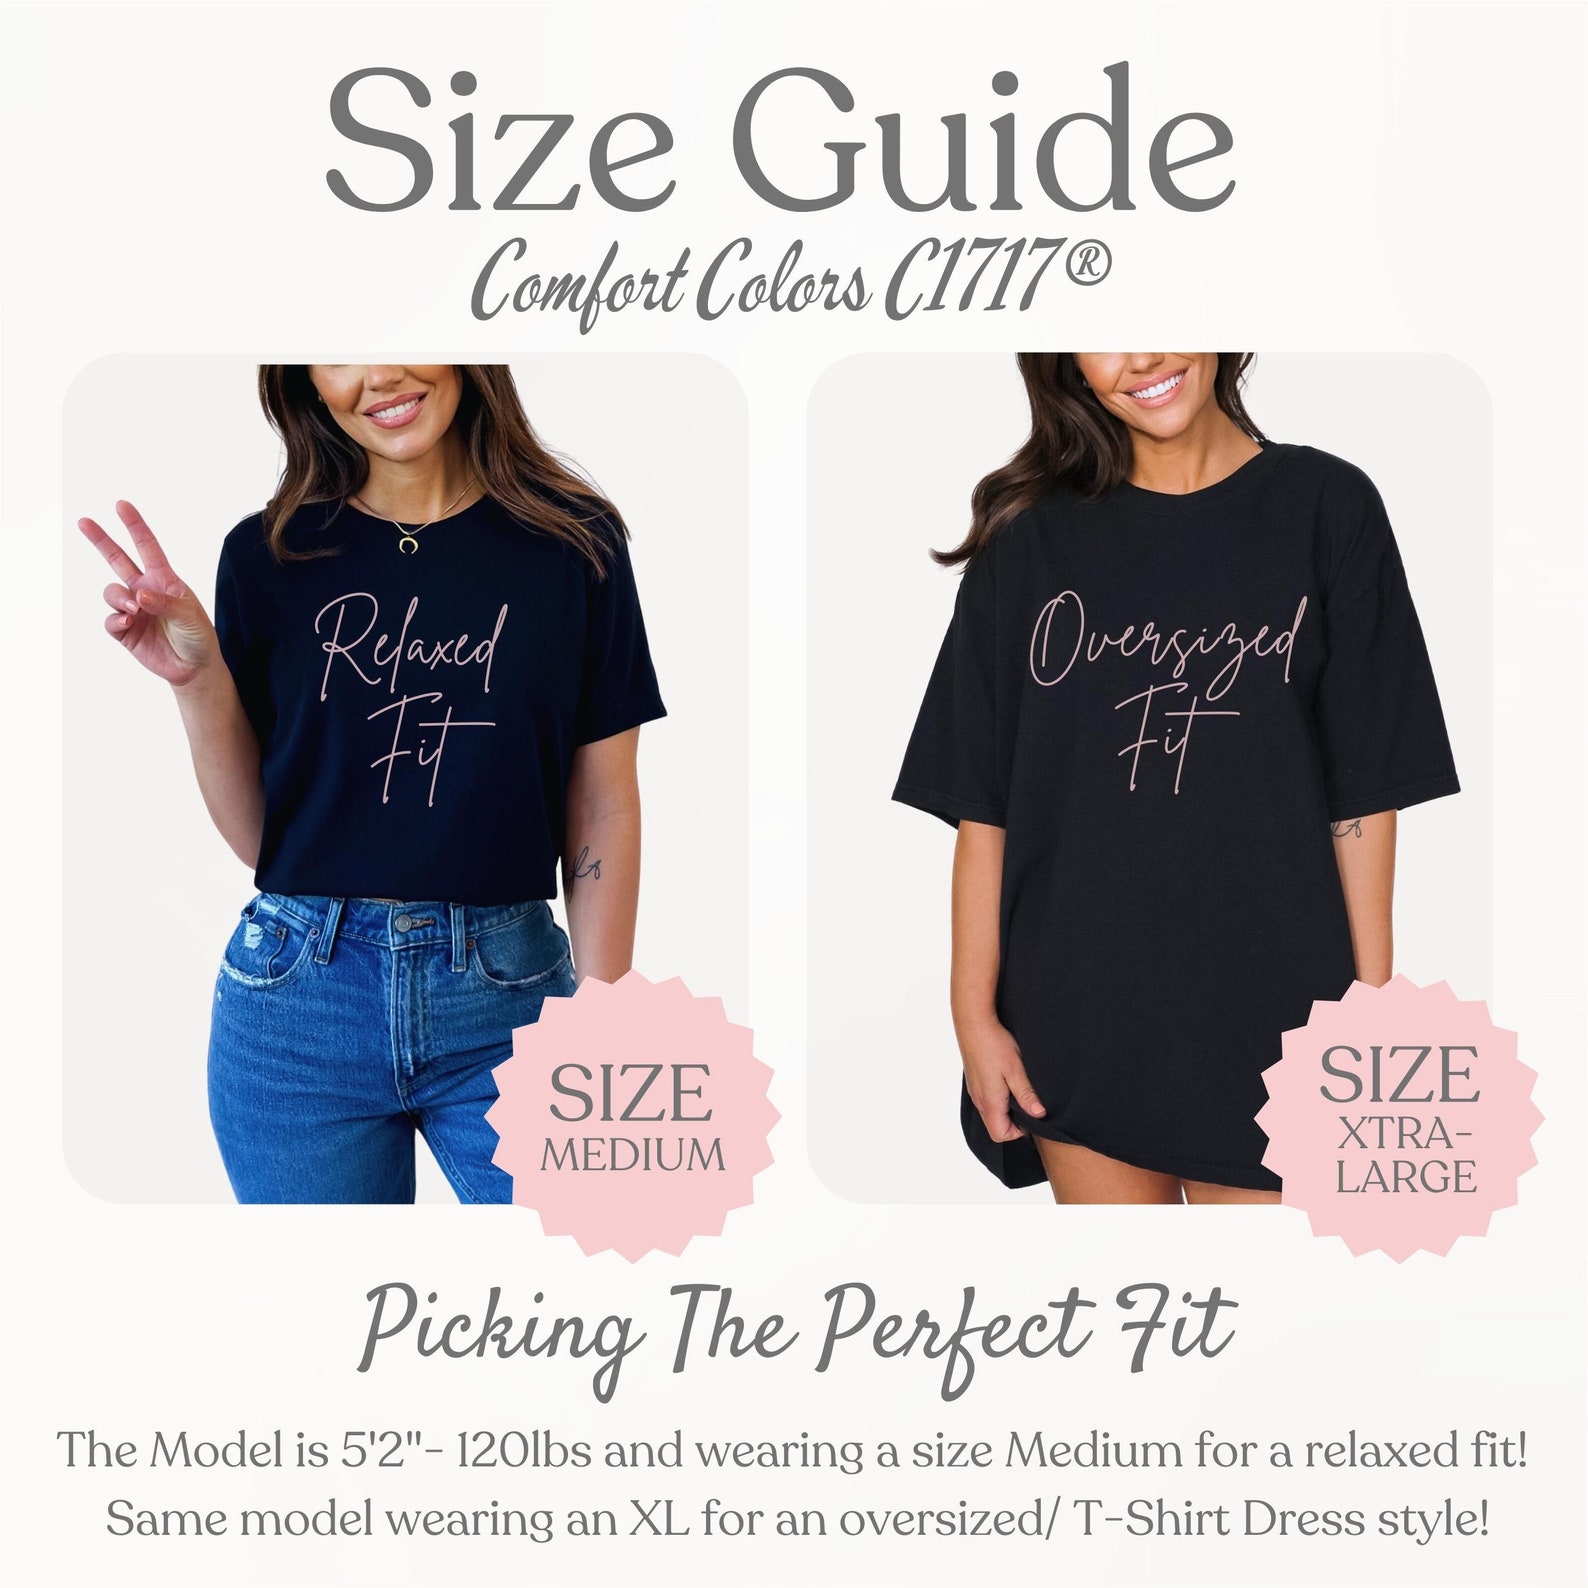 Size Guide
Comfort Colors C1717®
Relaxed
Fit
Oversized
Fit
SIZE
MEDIUM
SIZE
XTRA-
LARGE
Picking The Perfect Fit
The Model is 5'2"- 120lbs and wearing a size Medium for a relaxed fit!
Same model wearing an XL for an oversized/ T-Shirt Dress style!